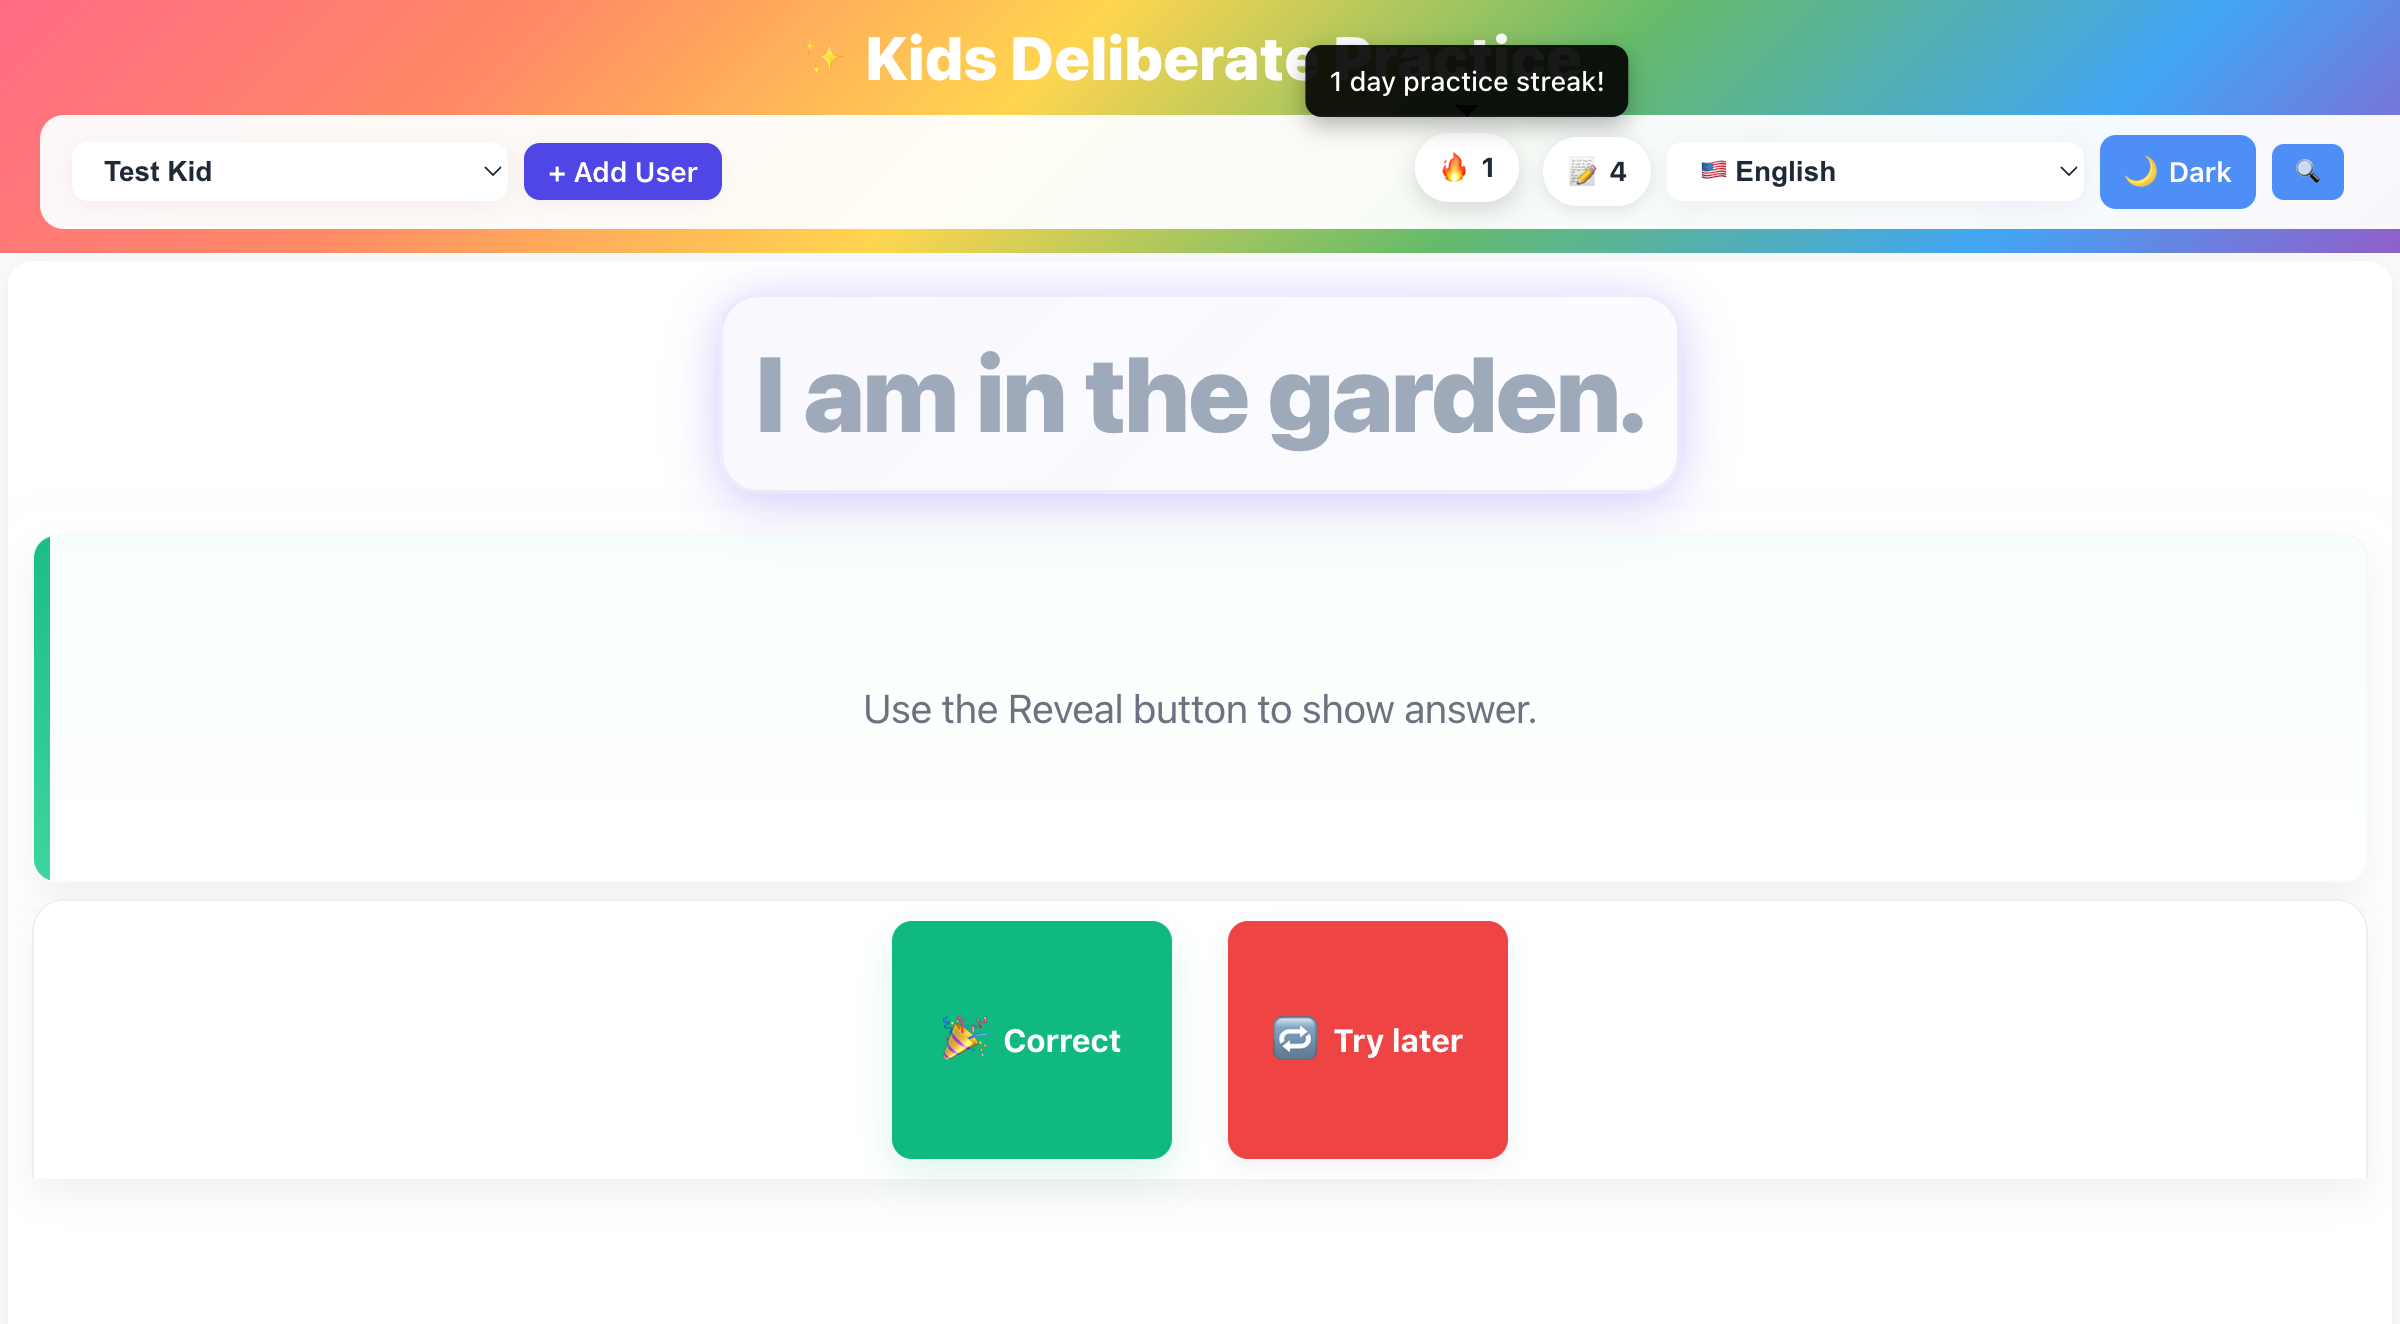 ✨ Kids Deliberate Practice
1 day practice streak!
Test Kid
+ Add User
🔥 1
📝 4
🇺🇸 English
🌙 Dark
🔍
I am in the garden.
Use the Reveal button to show answer.
🎉 Correct
🔁 Try later